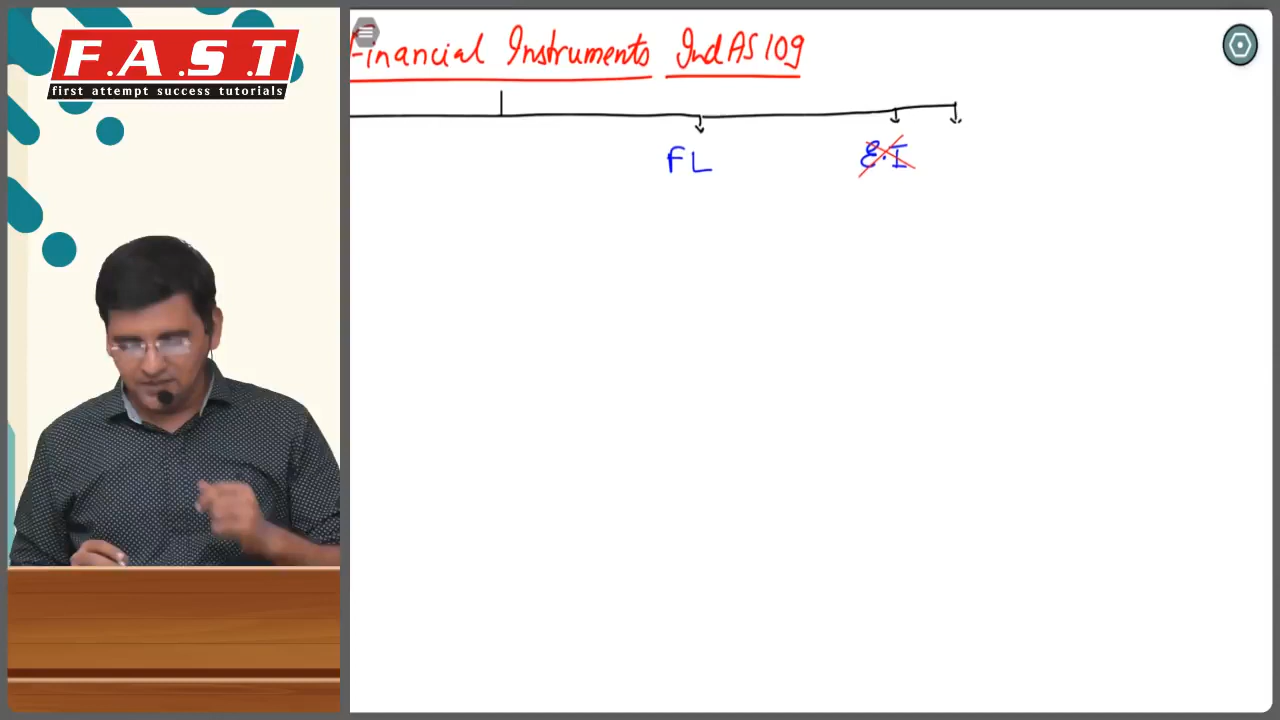 F.A.S.T
first attempt success tutorials
Financial Instruments IndAS 109
FL
E.I